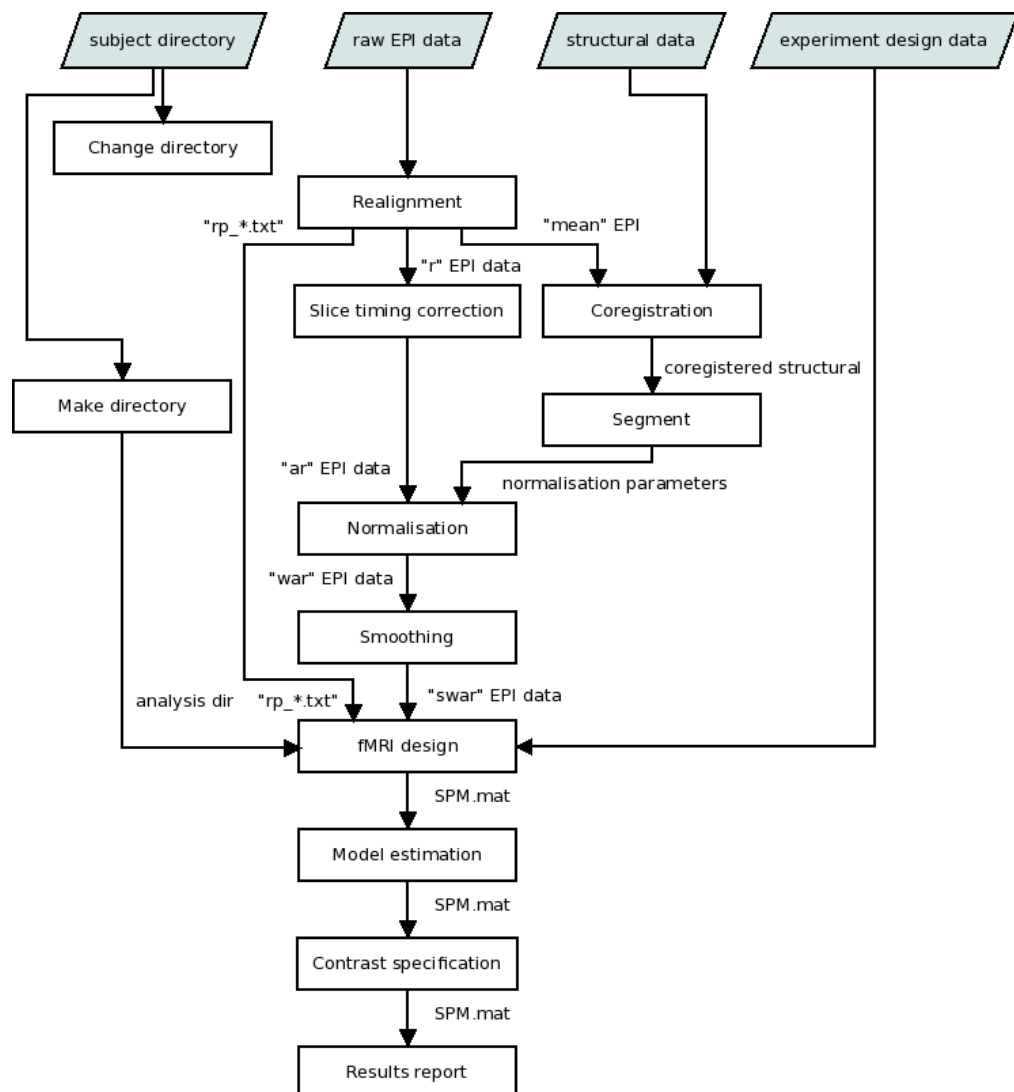 subject directory
raw EPI data
structural data
experiment design data
Change directory
Realignment
"rp_*.txt"
"mean" EPI
"r" EPI data
Slice timing correction
Coregistration
coregistered structural
Make directory
Segment
"ar" EPI data
normalisation parameters
Normalisation
"war" EPI data
Smoothing
analysis dir
"rp_*.txt"
"swar" EPI data
fMRI design
SPM.mat
Model estimation
SPM.mat
Contrast specification
SPM.mat
Results report